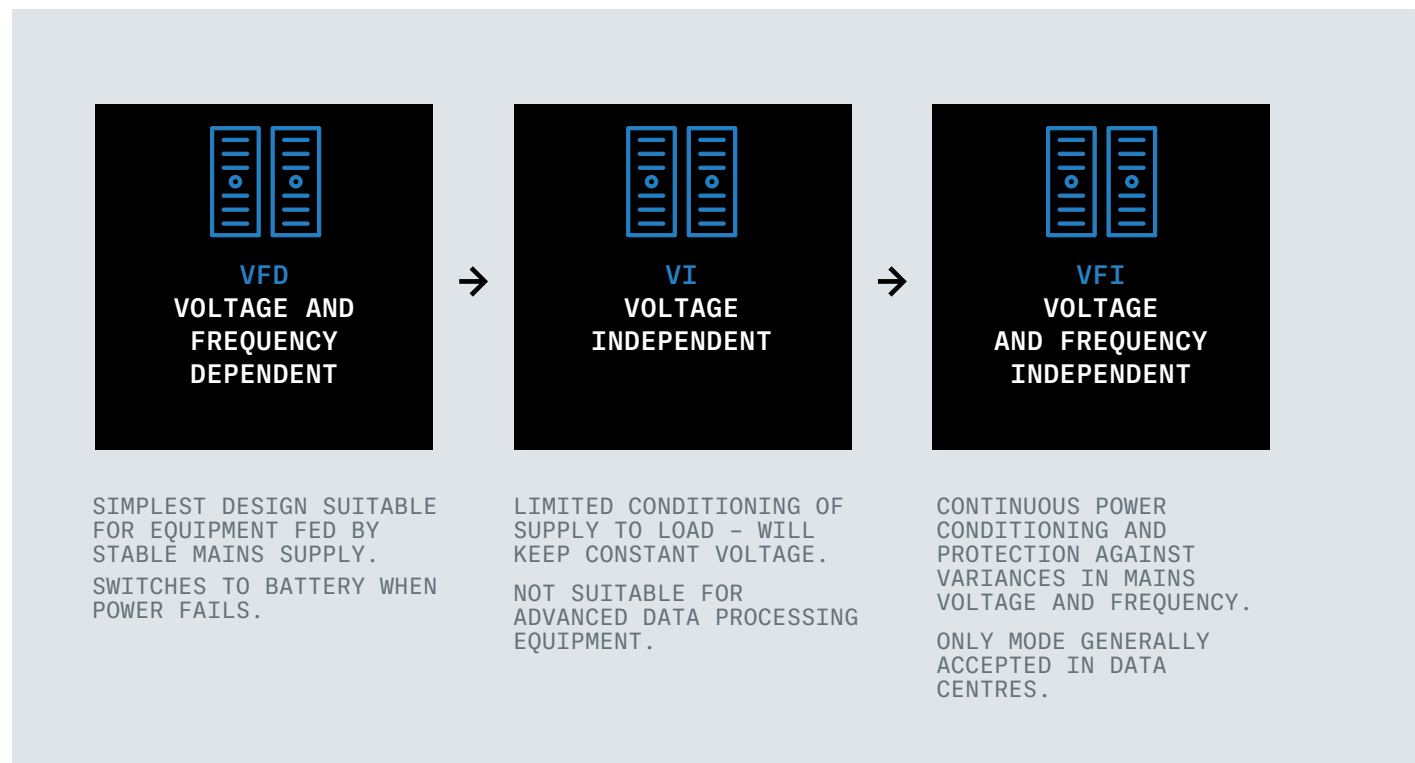 VFD
VOLTAGE AND
FREQUENCY
DEPENDENT
SIMPLEST DESIGN SUITABLE
FOR EQUIPMENT FED BY
STABLE MAINS SUPPLY.
SWITCHES TO BATTERY WHEN
POWER FAILS.
VI
VOLTAGE
INDEPENDENT
LIMITED CONDITIONING OF
SUPPLY TO LOAD – WILL
KEEP CONSTANT VOLTAGE.
NOT SUITABLE FOR
ADVANCED DATA PROCESSING
EQUIPMENT.
VFI
VOLTAGE
AND FREQUENCY
INDEPENDENT
CONTINUOUS POWER
CONDITIONING AND
PROTECTION AGAINST
VARIANCES IN MAINS
VOLTAGE AND FREQUENCY.
ONLY MODE GENERALLY
ACCEPTED IN DATA
CENTRES.